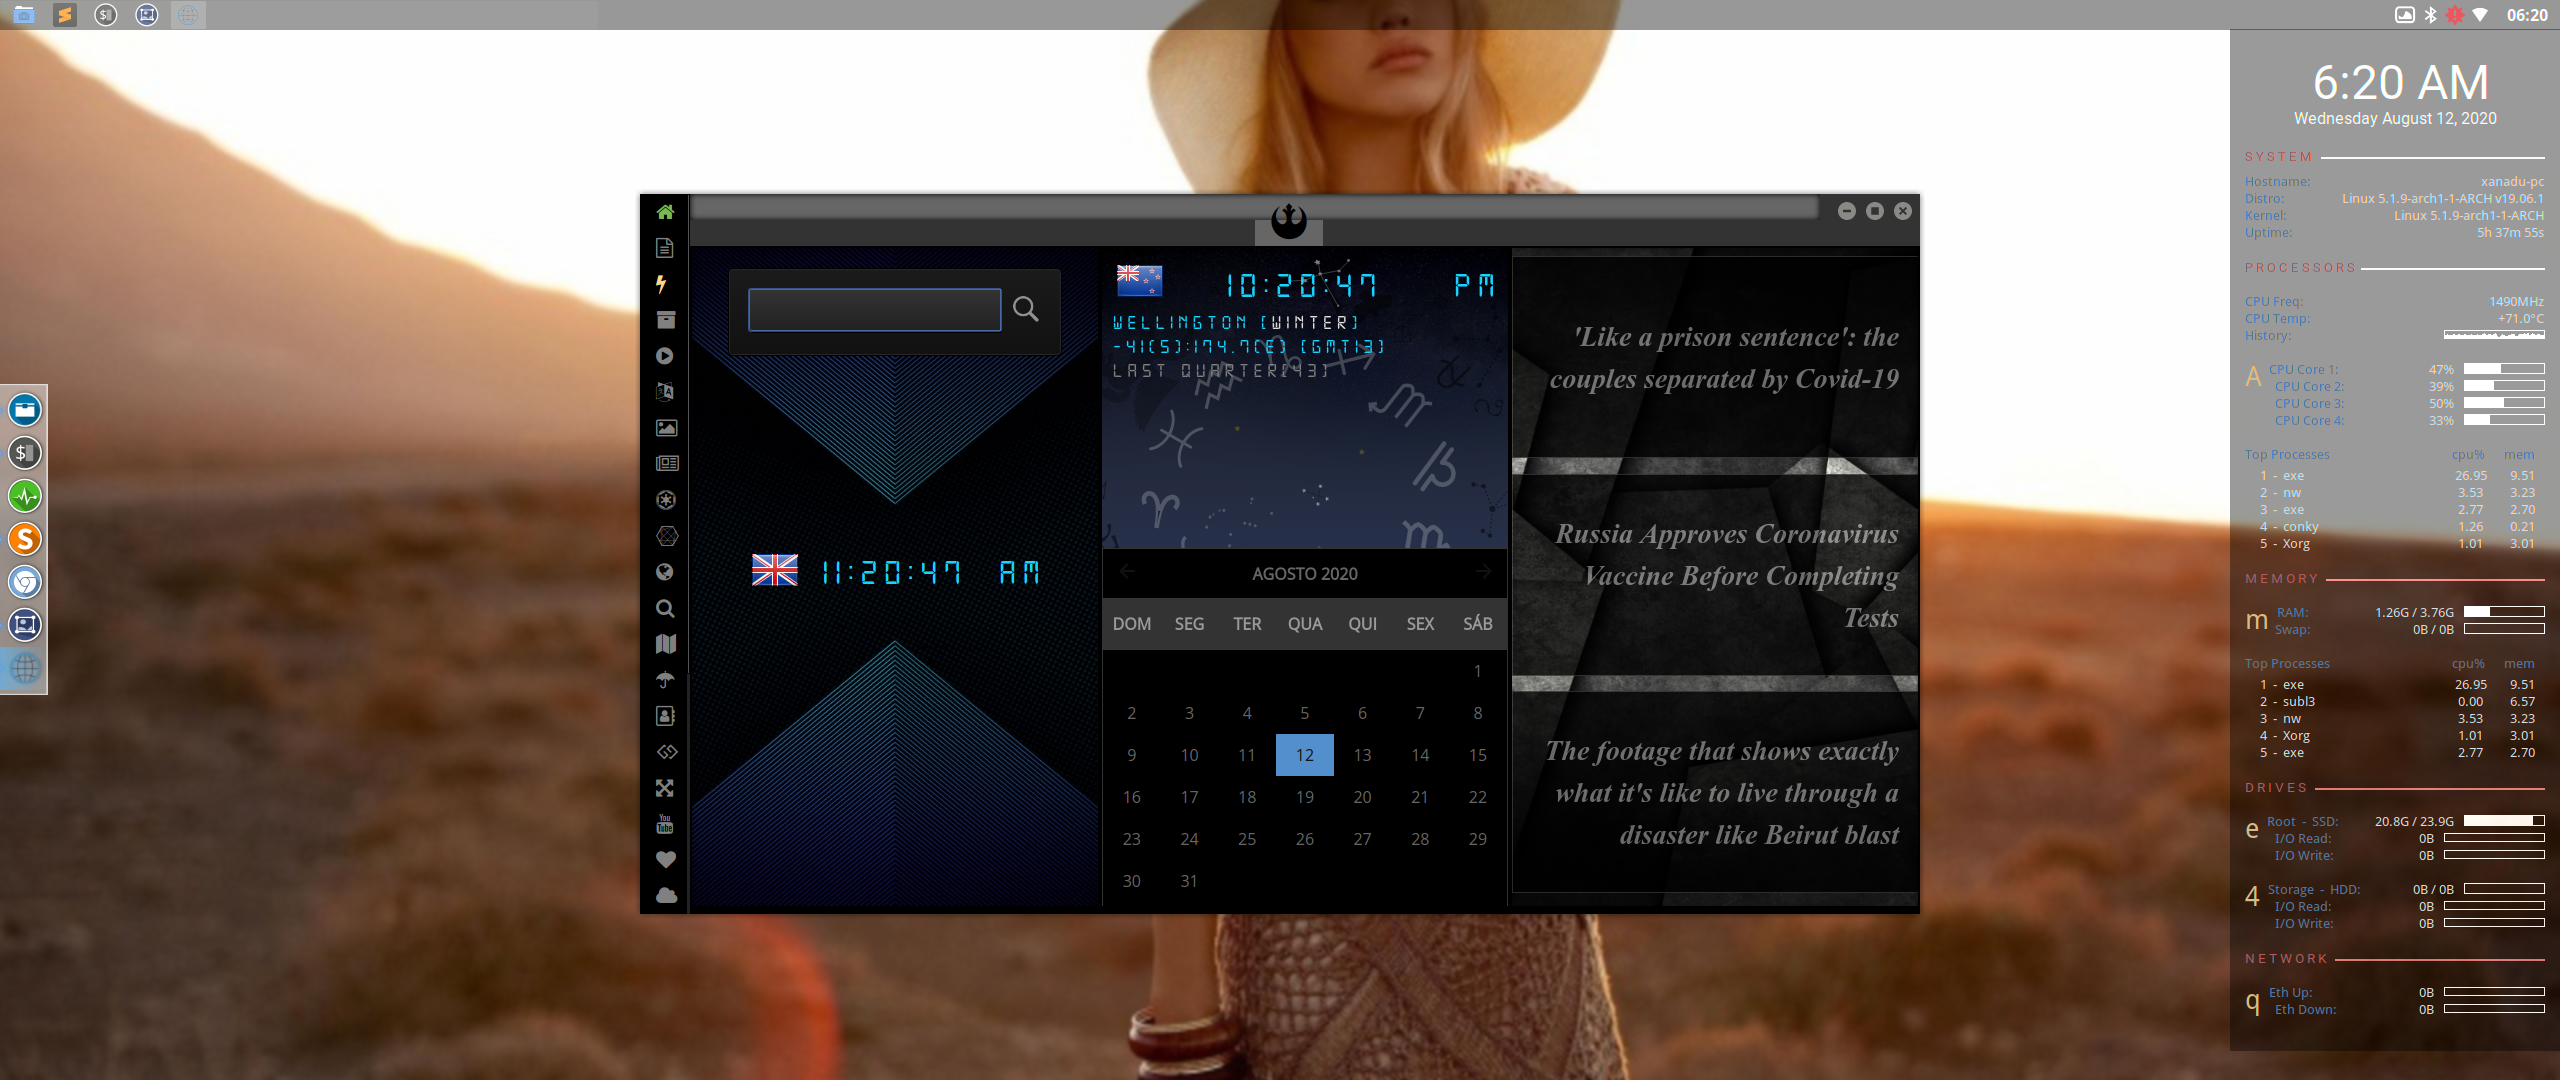 06:20
6:20 AM
Wednesday August 12, 2020
SYSTEM
Hostname: xanadu-pc
Distro: Linux 5.1.9-arch1-1-ARCH v19.06.1
Kernel: Linux 5.1.9-arch1-1-ARCH
Uptime: 5h 37m 55s
PROCESSORS
CPU Freq: 1490MHz
CPU Temp: +71.0°C
History:
A CPU Core 1: 47%
CPU Core 2: 39%
CPU Core 3: 50%
CPU Core 4: 33%
Top Processes cpu% mem
1 - exe 26.95 9.51
2 - nw 3.53 3.23
3 - exe 2.77 2.70
4 - conky 1.26 0.21
5 - Xorg 1.01 3.01
MEMORY
m RAM: 1.26G / 3.76G
Swap: 0B / 0B
Top Processes cpu% mem
1 - exe 26.95 9.51
2 - subl3 0.00 6.57
3 - nw 3.53 3.23
4 - Xorg 1.01 3.01
5 - exe 2.77 2.70
DRIVES
e Root - SSD: 20.8G / 23.9G
I/O Read: 0B
I/O Write: 0B
4 Storage - HDD: 0B / 0B
I/O Read: 0B
I/O Write: 0B
NETWORK
q Eth Up: 0B
Eth Down: 0B
11:20:47 AM
10:20:47 PM
WELLINGTON [WINTER]
-41(S):174.7(E) [GMT13]
LAST QUARTER[43]
AGOSTO 2020
DOM SEG TER QUA QUI SEX SÁB
1
2 3 4 5 6 7 8
9 10 11 12 13 14 15
16 17 18 19 20 21 22
23 24 25 26 27 28 29
30 31
'Like a prison sentence': the
couples separated by Covid-19
Russia Approves Coronavirus
Vaccine Before Completing
Tests
The footage that shows exactly
what it's like to live through a
disaster like Beirut blast
You
Tube